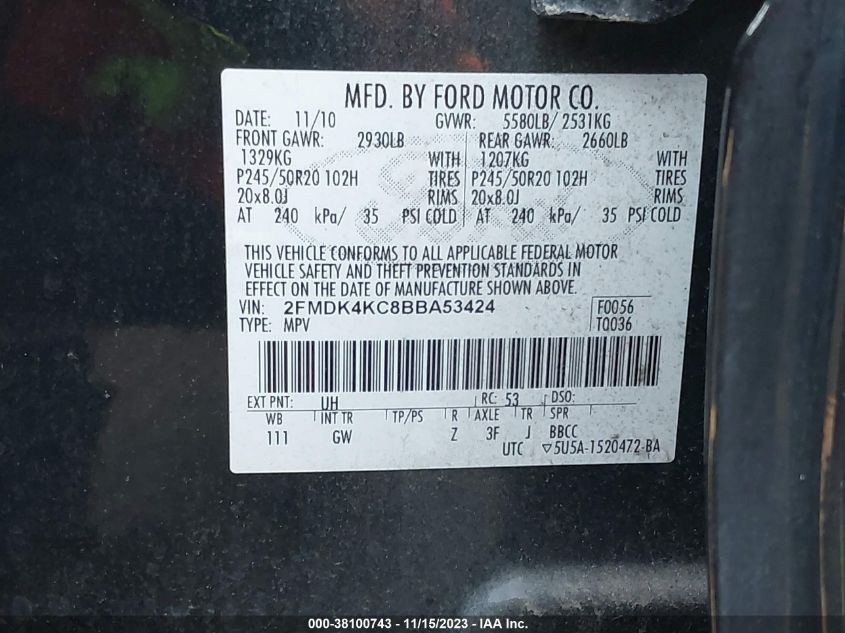 MFD. BY FORD MOTOR CO.
DATE: 11/10 GVWR: 5580LB/ 2531KG
FRONT GAWR: 2930LB REAR GAWR: 2660LB
1329KG WITH 1207KG WITH
P245/50R20 102H TIRES P245/50R20 102H TIRES
20x8.0J RIMS 20x8.0J RIMS
AT 240 kPa/ 35 PSI COLD AT 240 kPa/ 35 PSI COLD
THIS VEHICLE CONFORMS TO ALL APPLICABLE FEDERAL MOTOR
VEHICLE SAFETY AND THEFT PREVENTION STANDARDS IN
EFFECT ON THE DATE OF MANUFACTURE SHOWN ABOVE.
VIN: 2FMDK4KC8BBA53424 F0056
TYPE: MPV T0036
EXT PNT: UH RC: 53 DSO:
WB INT TR TP/PS R AXLE TR SPR
111 GW Z 3F J BBCC
UTC ▽5U5A-1520472-BA
000-38100743 - 11/15/2023 - IAA Inc.